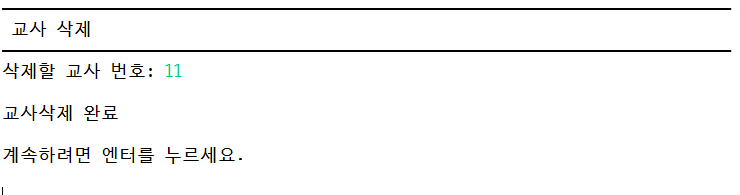 교사 삭제
삭제할 교사 번호: 11
교사삭제 완료
계속하려면 엔터를 누르세요.